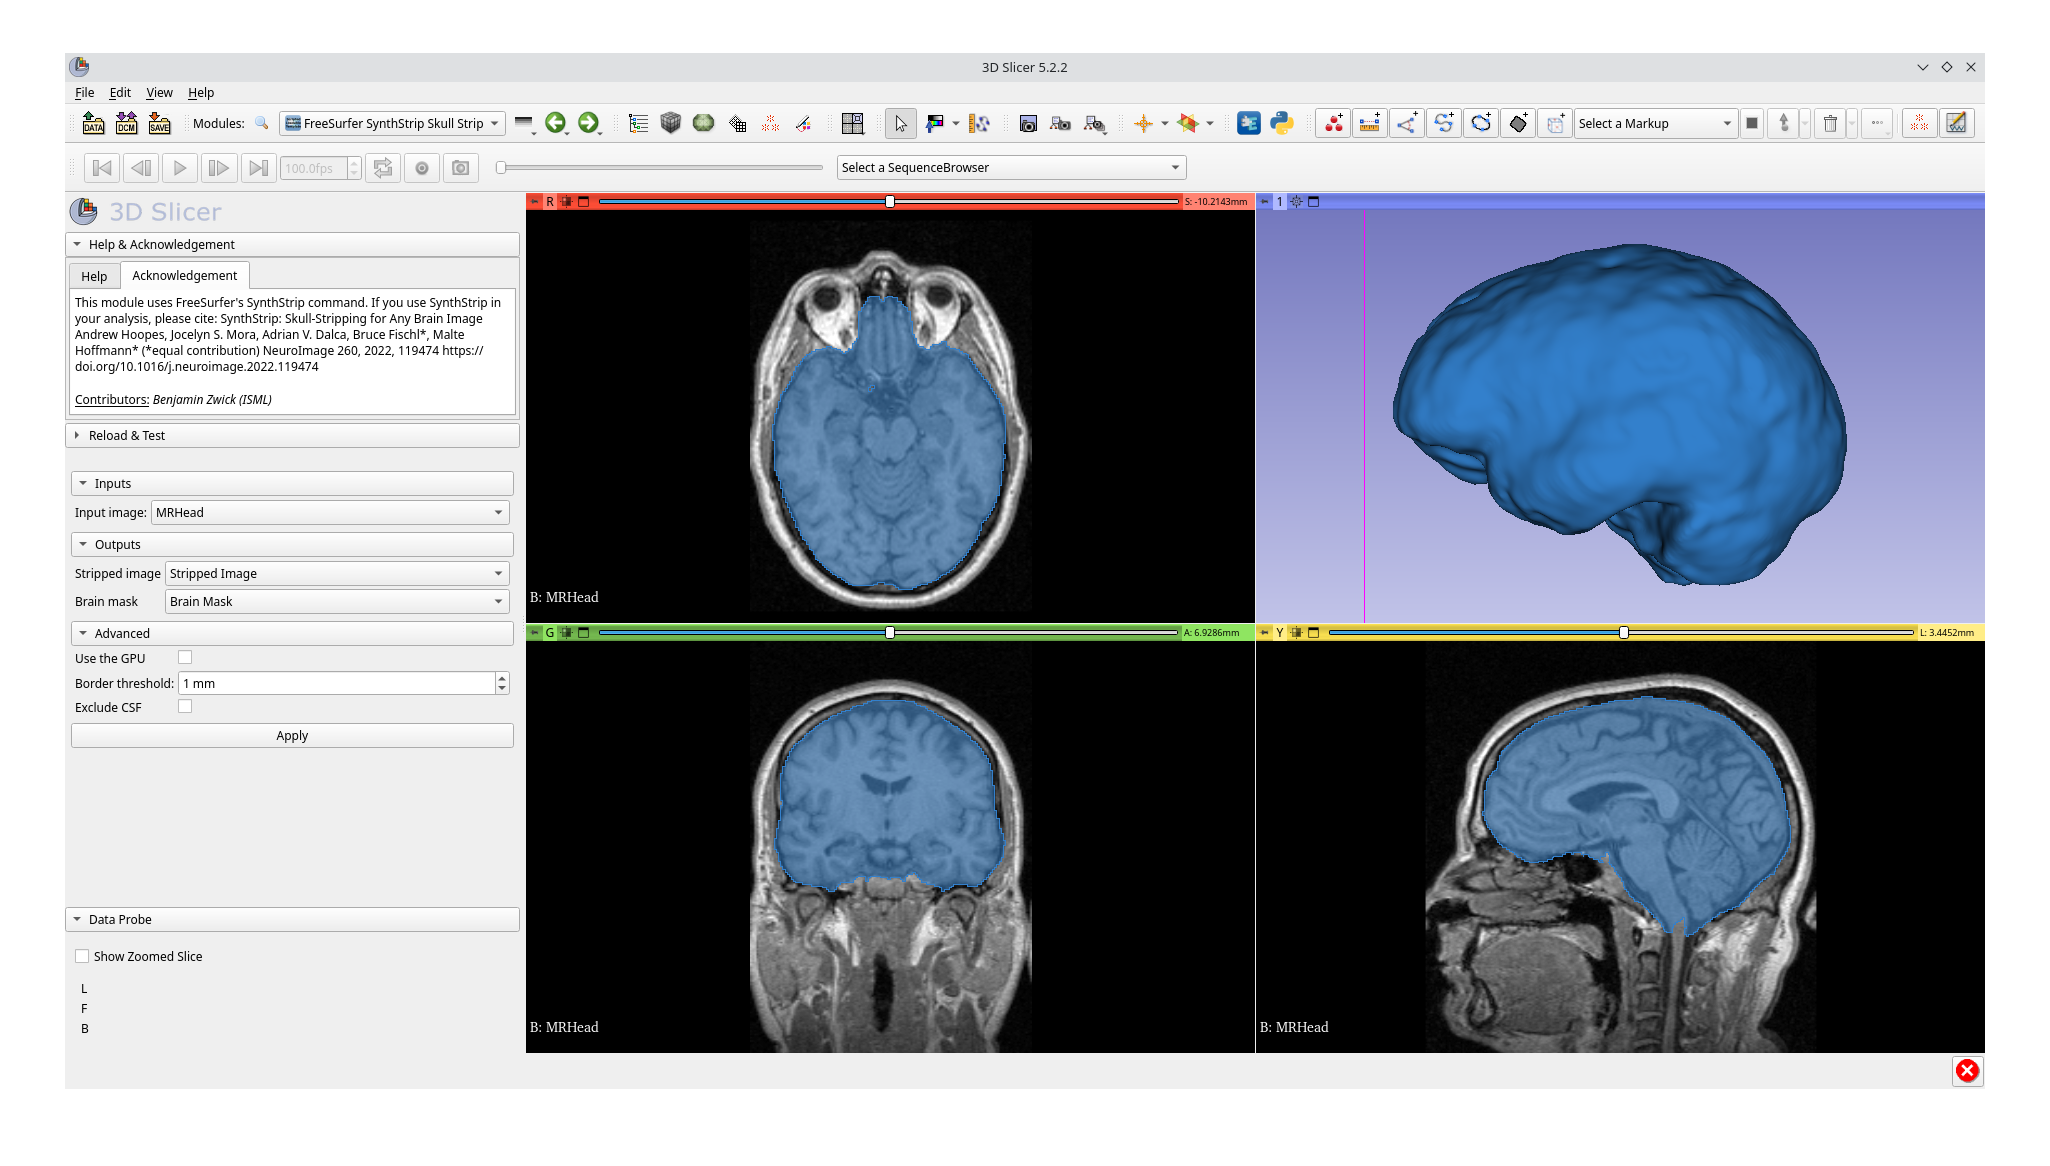 3D Slicer 5.2.2
File Edit View Help
DATA DCM SAVE Modules: FreeSurfer SynthStrip Skull Strip Select a Markup
100.0fps Select a SequenceBrowser
3D Slicer
Help & Acknowledgement
Help Acknowledgement
This module uses FreeSurfer's SynthStrip command. If you use SynthStrip in
your analysis, please cite: SynthStrip: Skull-Stripping for Any Brain Image
Andrew Hoopes, Jocelyn S. Mora, Adrian V. Dalca, Bruce Fischl*, Malte
Hoffmann* (*equal contribution) NeuroImage 260, 2022, 119474 https://
doi.org/10.1016/j.neuroimage.2022.119474
Contributors: Benjamin Zwick (ISML)
Reload & Test
Inputs
Input image: MRHead
Outputs
Stripped image Stripped Image
Brain mask Brain Mask
Advanced
Use the GPU
Border threshold: 1 mm
Exclude CSF
Apply
Data Probe
Show Zoomed Slice
L
F
B
R S: -10.2143mm
B: MRHead
1
G A: 6.9286mm
B: MRHead
Y L: 3.4452mm
B: MRHead